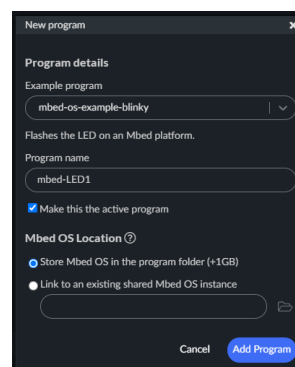 New program
Program details
Example program
mbed-os-example-blinky
Flashes the LED on an Mbed platform.
Program name
mbed-LED1
Make this the active program
Mbed OS Location
Store Mbed OS in the program folder (+1GB)
Link to an existing shared Mbed OS instance
Cancel Add Program